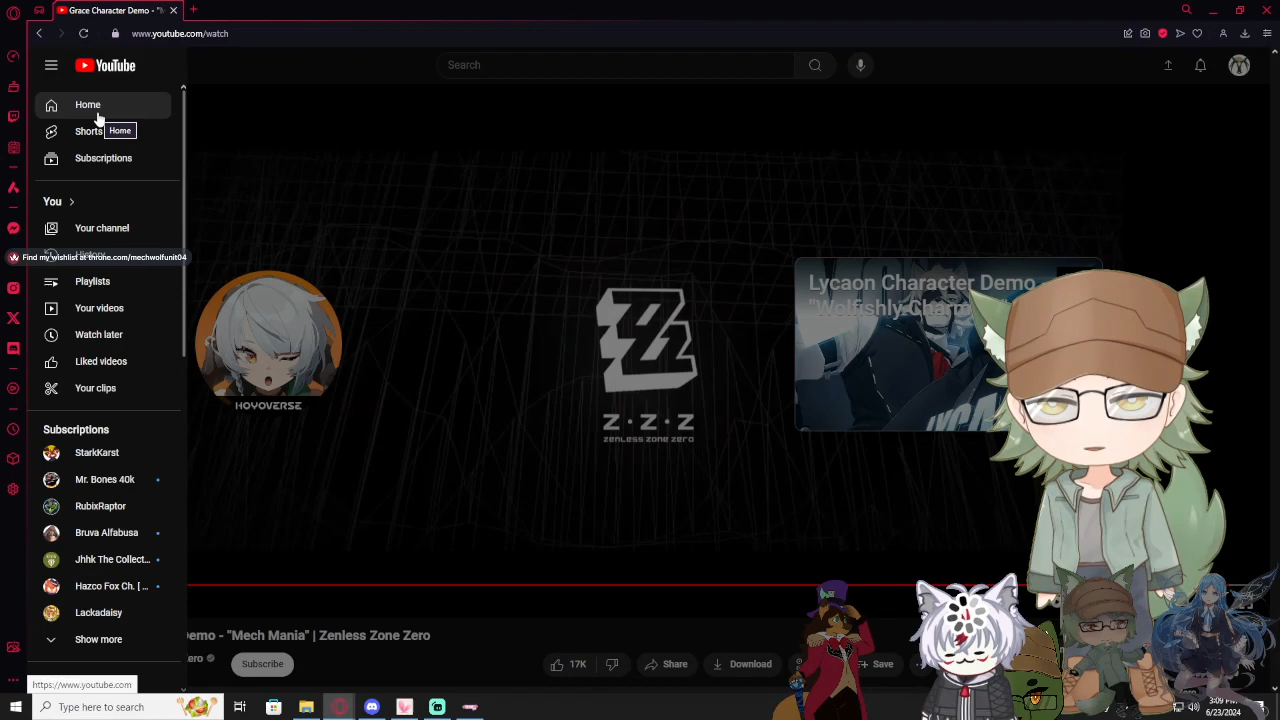 Grace Character Demo - "M
www.youtube.com/watch
YouTube
Search
Home
Shorts
Home
Subscriptions
You
Your channel
Find my wishlist at throne.com/mechwolfunit04
Playlists
Your videos
Watch later
Liked videos
Your clips
Subscriptions
StarkKarst
Mr. Bones 40k
RubixRaptor
Bruva Alfabusa
Jhhk The Collect...
Hazco Fox Ch. [ ...
Lackadaisy
Show more
https://www.youtube.com
HOYOVERSE
Z·Z·Z
zenless zone zero
Lycaon Character Demo -
"Wolfishly Charm
Demo - "Mech Mania" | Zenless Zone Zero
ero
Subscribe
17K
Share
Download
Save
Type here to search
3:09 PM
6/23/2024